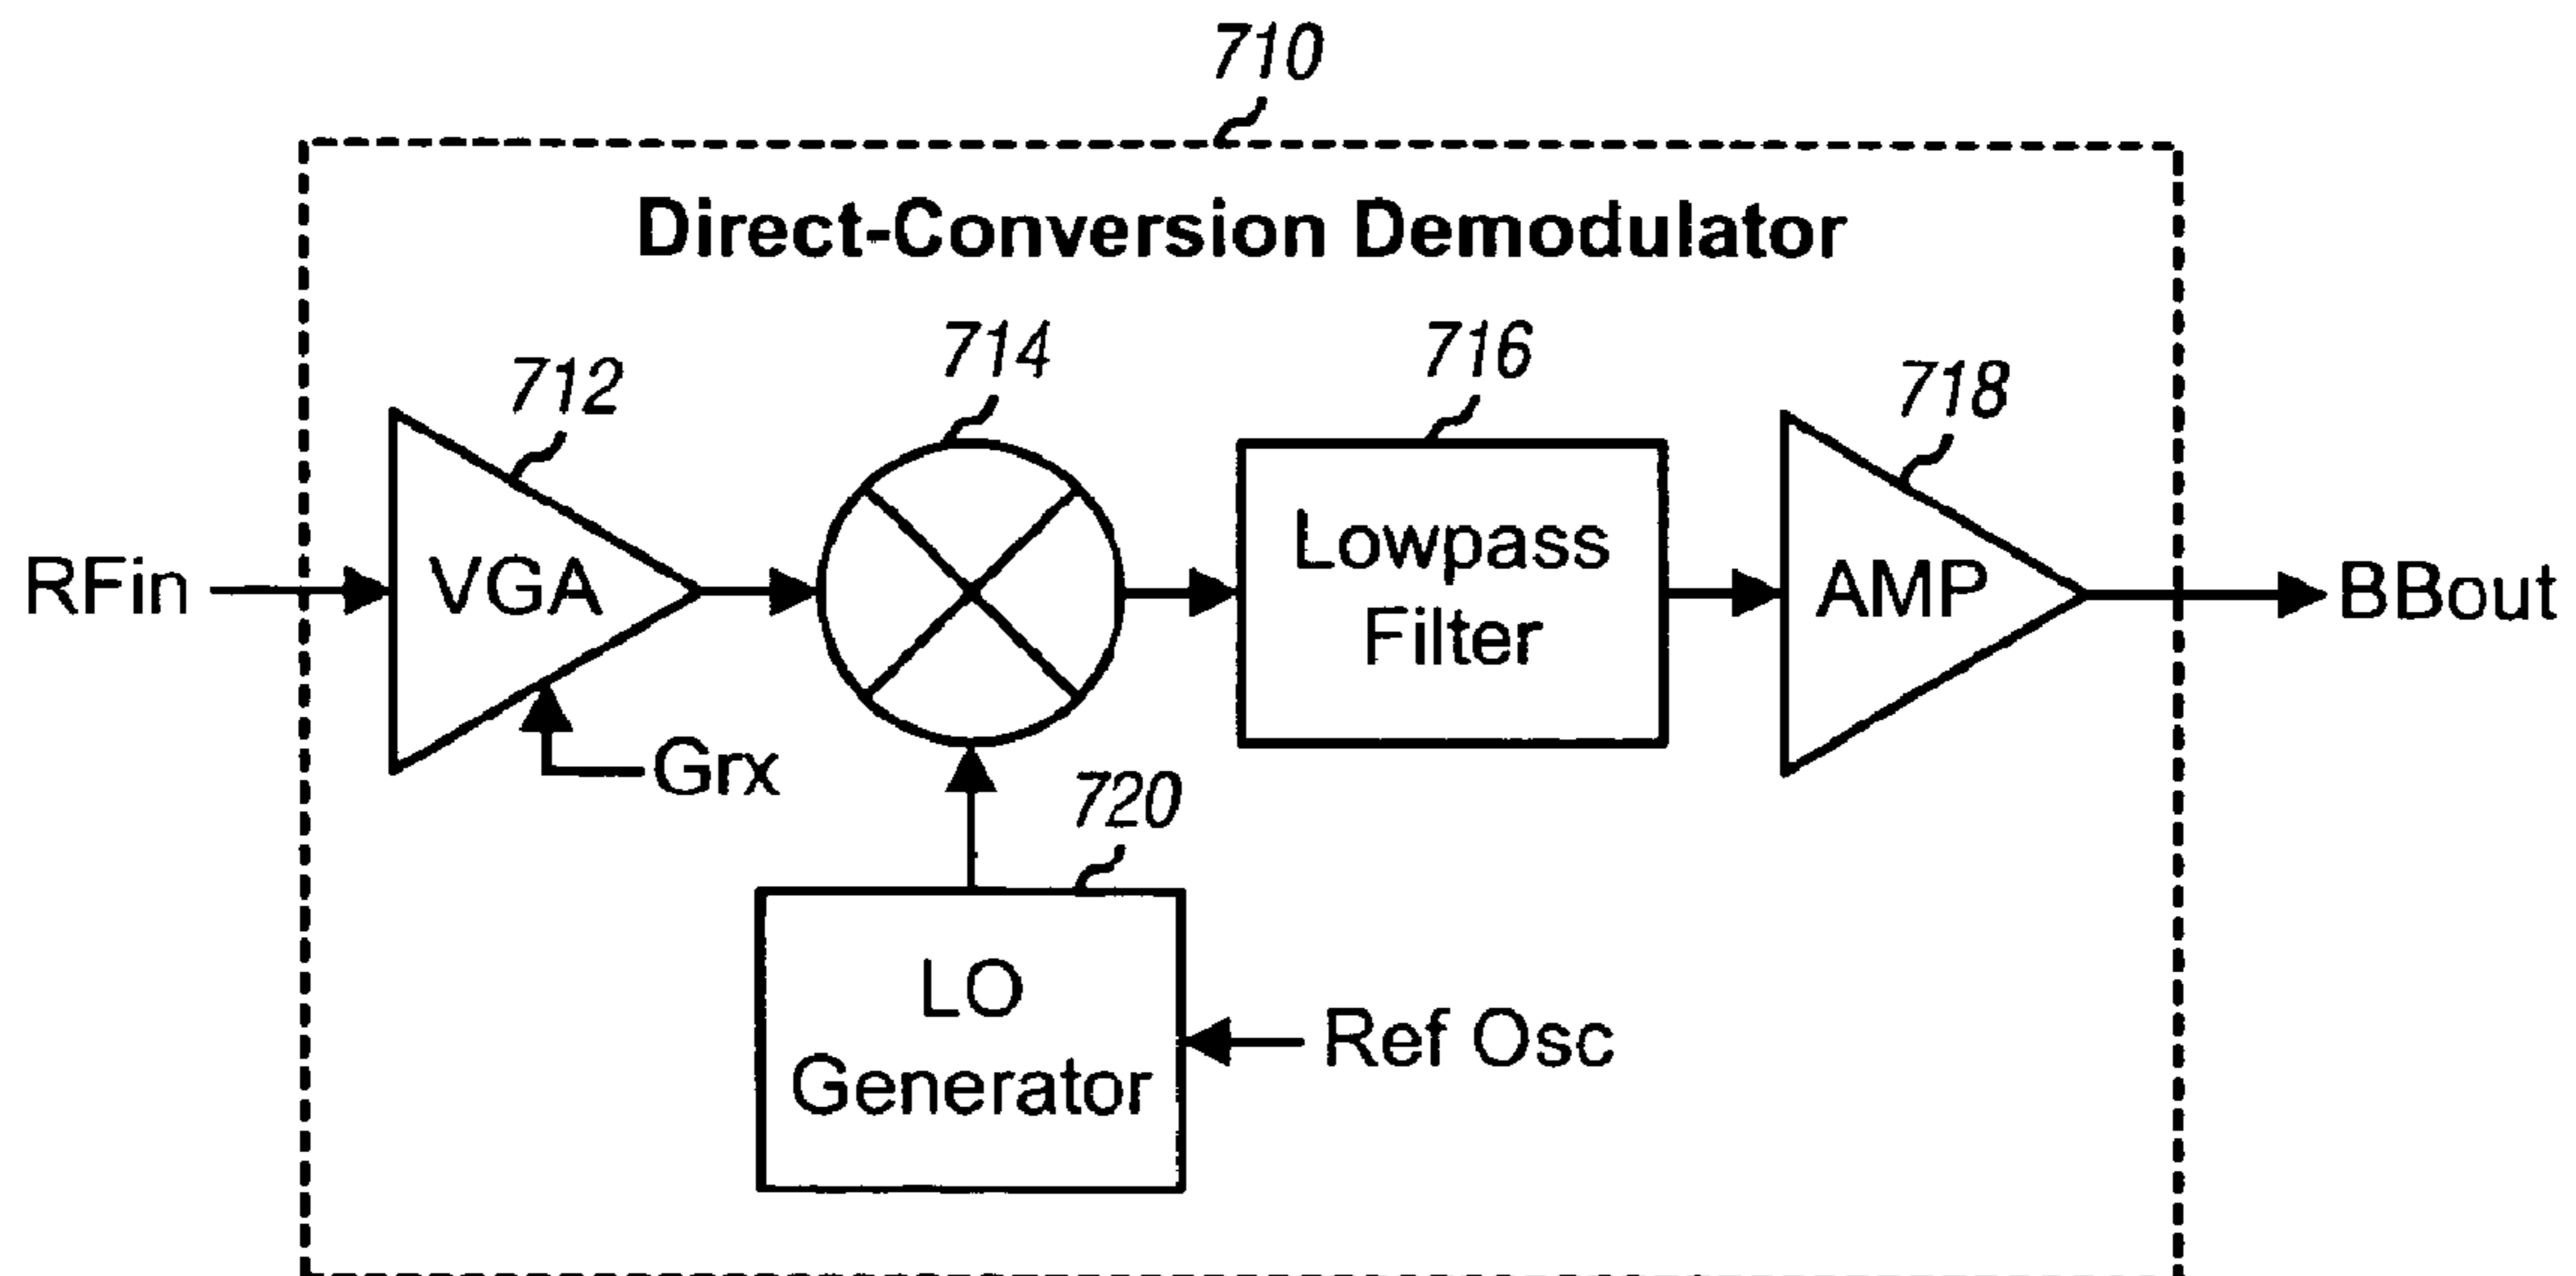 710
Direct-Conversion Demodulator
712
714
716
718
RFin
VGA
Lowpass
Filter
AMP
BBout
Grx
720
LO
Generator
Ref Osc